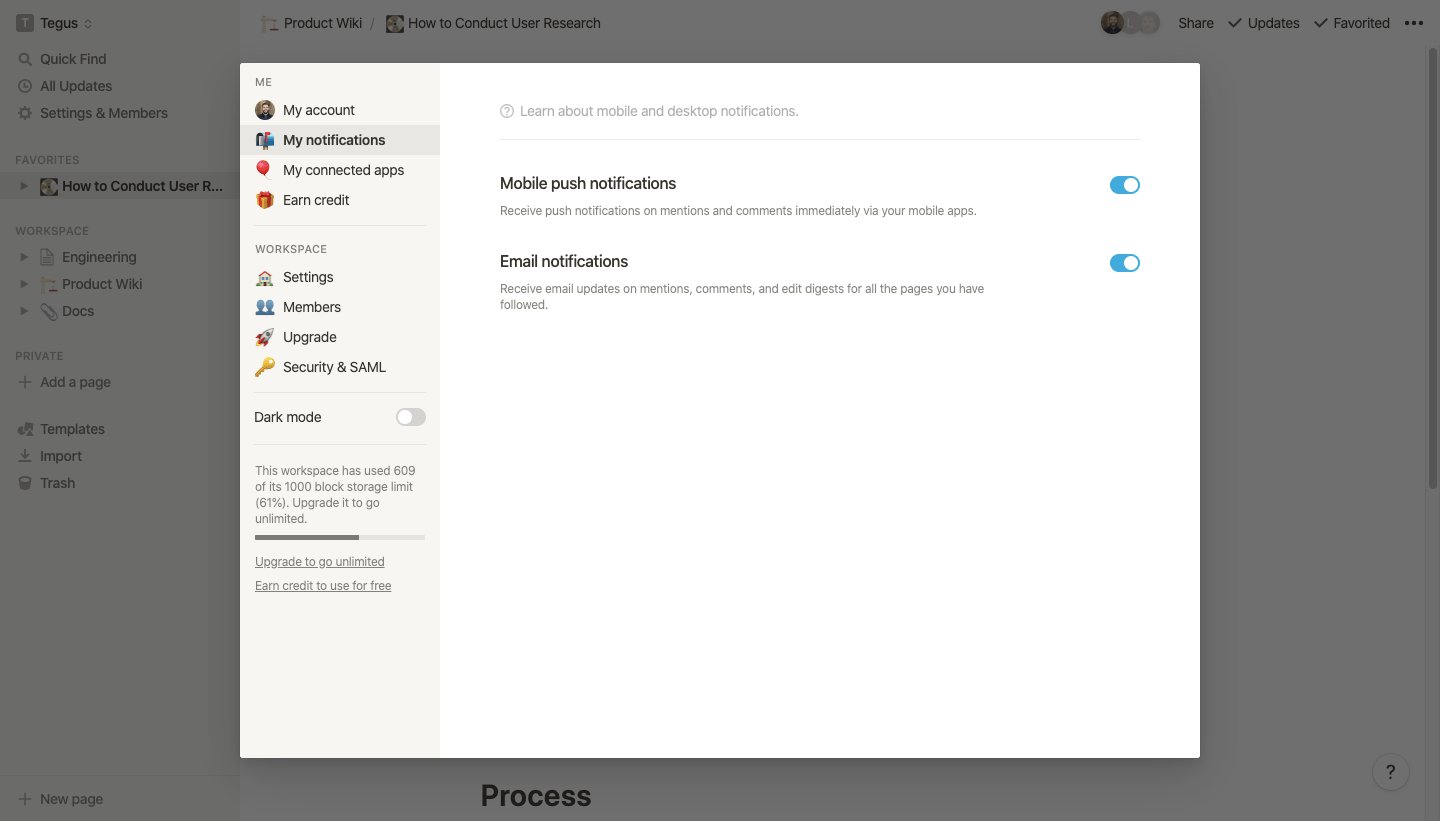 T Tegus
Quick Find
All Updates
Settings & Members
FAVORITES
How to Conduct User R...
WORKSPACE
Engineering
Product Wiki
Docs
PRIVATE
Add a page
Templates
Import
Trash
New page
Product Wiki / How to Conduct User Research
Share
Updates
Favorited
ME
My account
My notifications
My connected apps
Earn credit
WORKSPACE
Settings
Members
Upgrade
Security & SAML
Dark mode
This workspace has used 609
of its 1000 block storage limit
(61%). Upgrade it to go
unlimited.
Upgrade to go unlimited
Earn credit to use for free
? Learn about mobile and desktop notifications.
Mobile push notifications
Receive push notifications on mentions and comments immediately via your mobile apps.
Email notifications
Receive email updates on mentions, comments, and edit digests for all the pages you have
followed.
Process
?